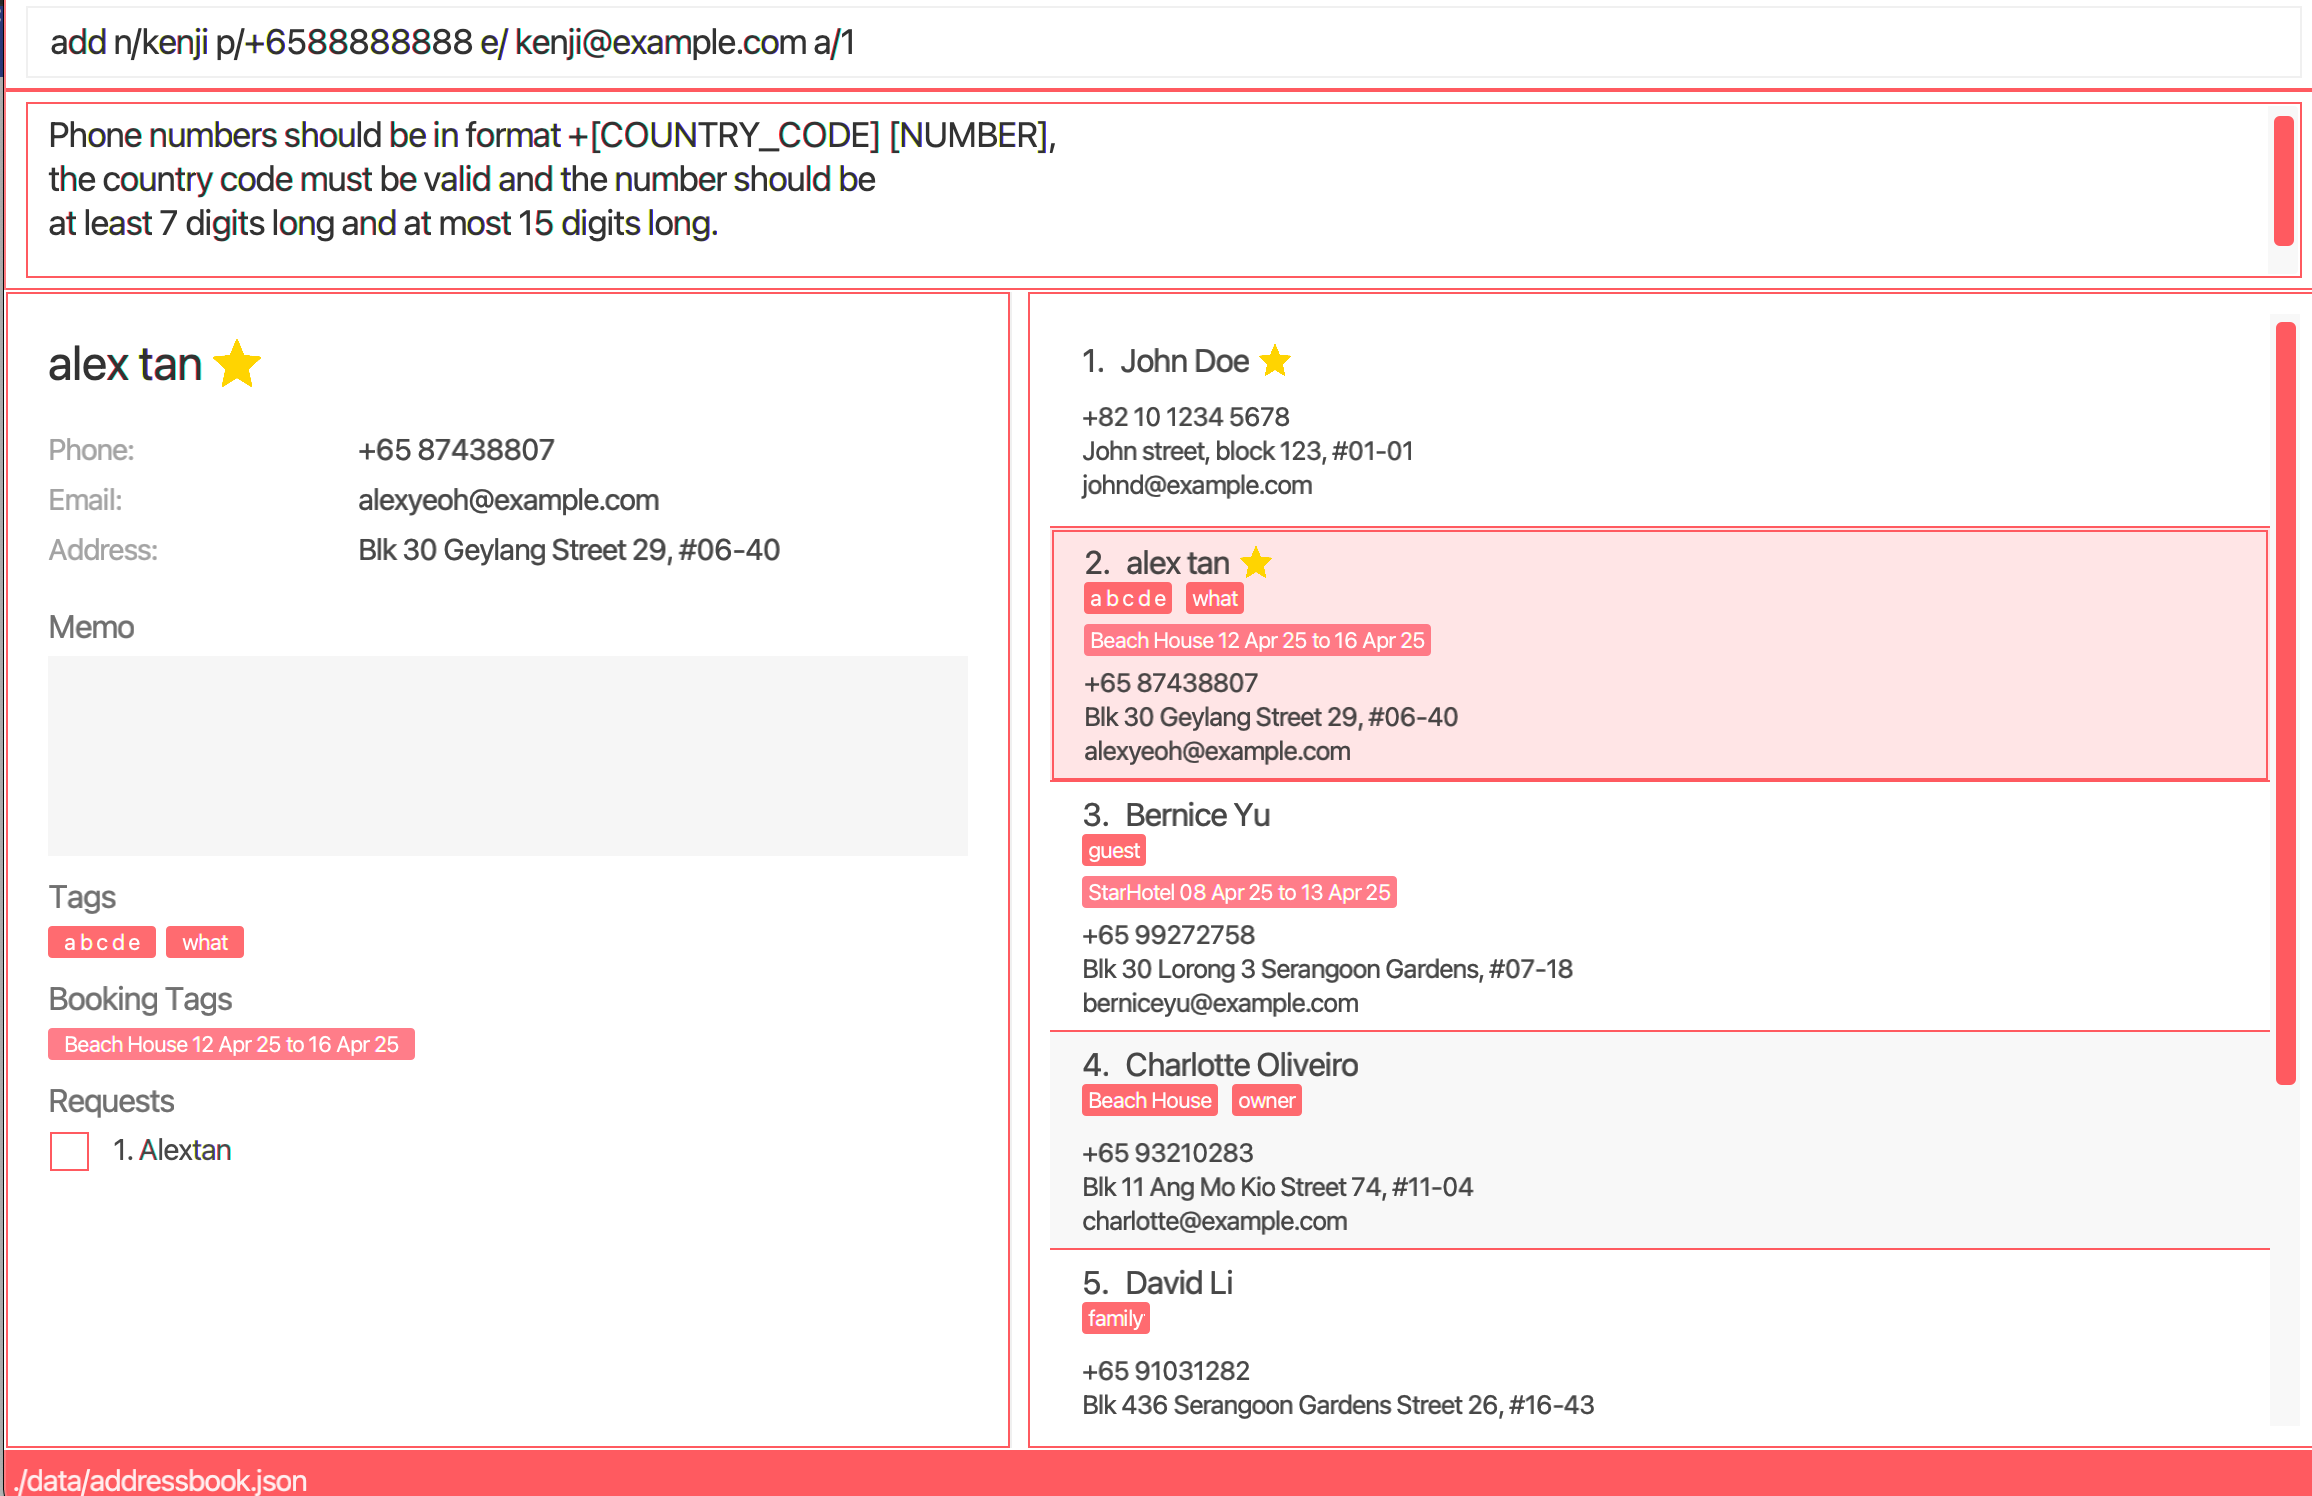 add n/kenji p/+6588888888 e/ kenji@example.com a/1
Phone numbers should be in format +[COUNTRY_CODE] [NUMBER],
the country code must be valid and the number should be
at least 7 digits long and at most 15 digits long.
alex tan
Phone: +65 87438807
Email: alexyeoh@example.com
Address: Blk 30 Geylang Street 29, #06-40
Memo
Tags
a b c d e what
Booking Tags
Beach House 12 Apr 25 to 16 Apr 25
Requests
1. Alextan
1. John Doe
+82 10 1234 5678
John street, block 123, #01-01
johnd@example.com
2. alex tan
a b c d e what
Beach House 12 Apr 25 to 16 Apr 25
+65 87438807
Blk 30 Geylang Street 29, #06-40
alexyeoh@example.com
3. Bernice Yu
guest
StarHotel 08 Apr 25 to 13 Apr 25
+65 99272758
Blk 30 Lorong 3 Serangoon Gardens, #07-18
berniceyu@example.com
4. Charlotte Oliveiro
Beach House owner
+65 93210283
Blk 11 Ang Mo Kio Street 74, #11-04
charlotte@example.com
5. David Li
family
+65 91031282
Blk 436 Serangoon Gardens Street 26, #16-43
./data/addressbook.json